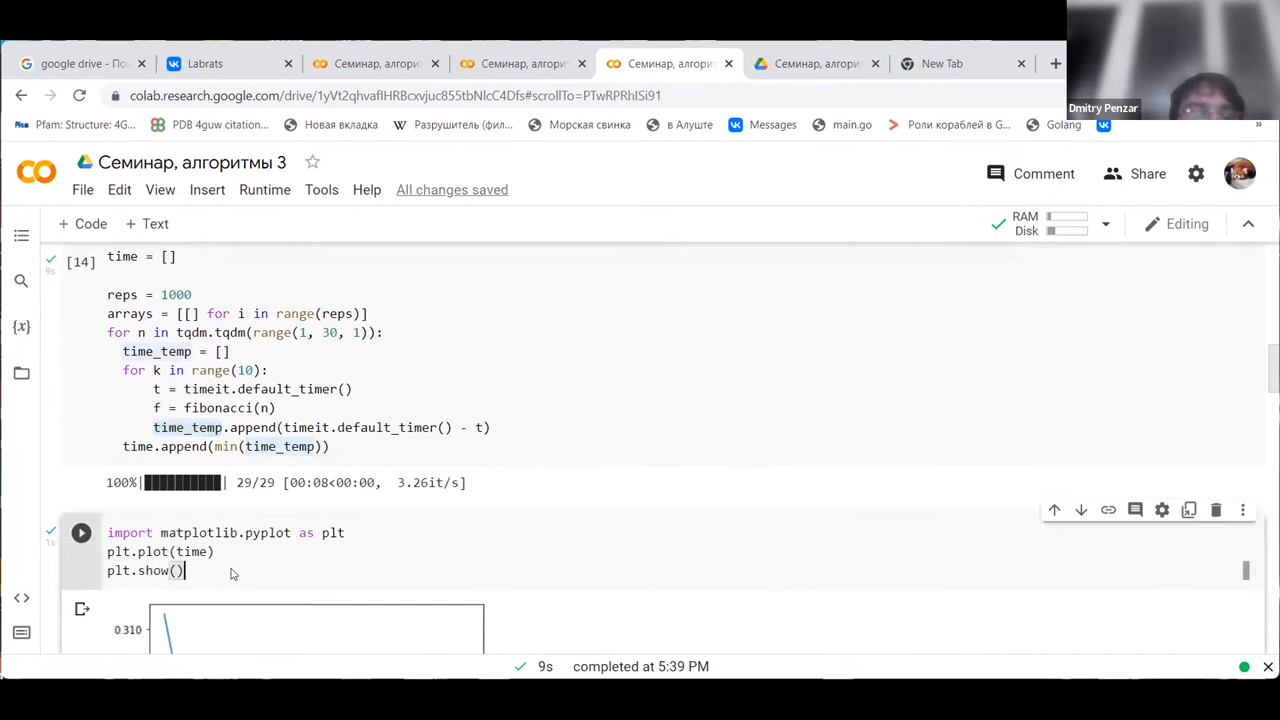 google drive - По
Labrats
Семинар, алгорит
Семинар, алгорит
Семинар, алгорит
Семинар, алгорит
New Tab
colab.research.google.com/drive/1yVt2qhvafIHRBcxvjuc855tbNlcC4Dfs#scrollTo=PTwRPRhISi91
Dmitry Penzar
Pfam: Structure: 4G...
PDB 4guw citation...
Новая вкладка
Разрушитель (фил...
Морская свинка
в Алуште
Messages
main.go
Роли кораблей в G...
Golang
»
Семинар, алгоритмы 3
Comment
Share
File Edit View Insert Runtime Tools Help All changes saved
+ Code + Text
RAM
Disk
Editing
[14]
9s
time = []
reps = 1000
arrays = [[] for i in range(reps)]
for n in tqdm.tqdm(range(1, 30, 1)):
time_temp = []
for k in range(10):
t = timeit.default_timer()
f = fibonacci(n)
time_temp.append(timeit.default_timer() - t)
time.append(min(time_temp))
100%|██████████| 29/29 [00:08<00:00, 3.26it/s]
1s
import matplotlib.pyplot as plt
plt.plot(time)
plt.show()
0.310
9s completed at 5:39 PM